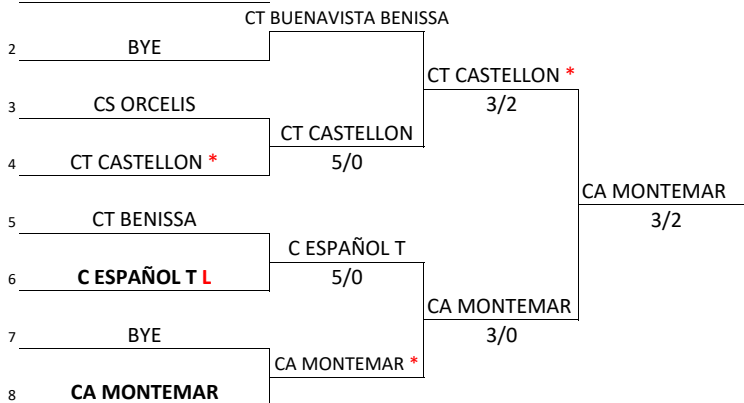 CT BUENAVISTA BENISSA
2 BYE
CT CASTELLON *
3 CS ORCELIS
3/2
CT CASTELLON
4 CT CASTELLON *
5/0
CA MONTEMAR
5 CT BENISSA
3/2
C ESPAÑOL T
6 C ESPAÑOL T L
5/0
CA MONTEMAR
7 BYE
3/0
CA MONTEMAR *
8 CA MONTEMAR